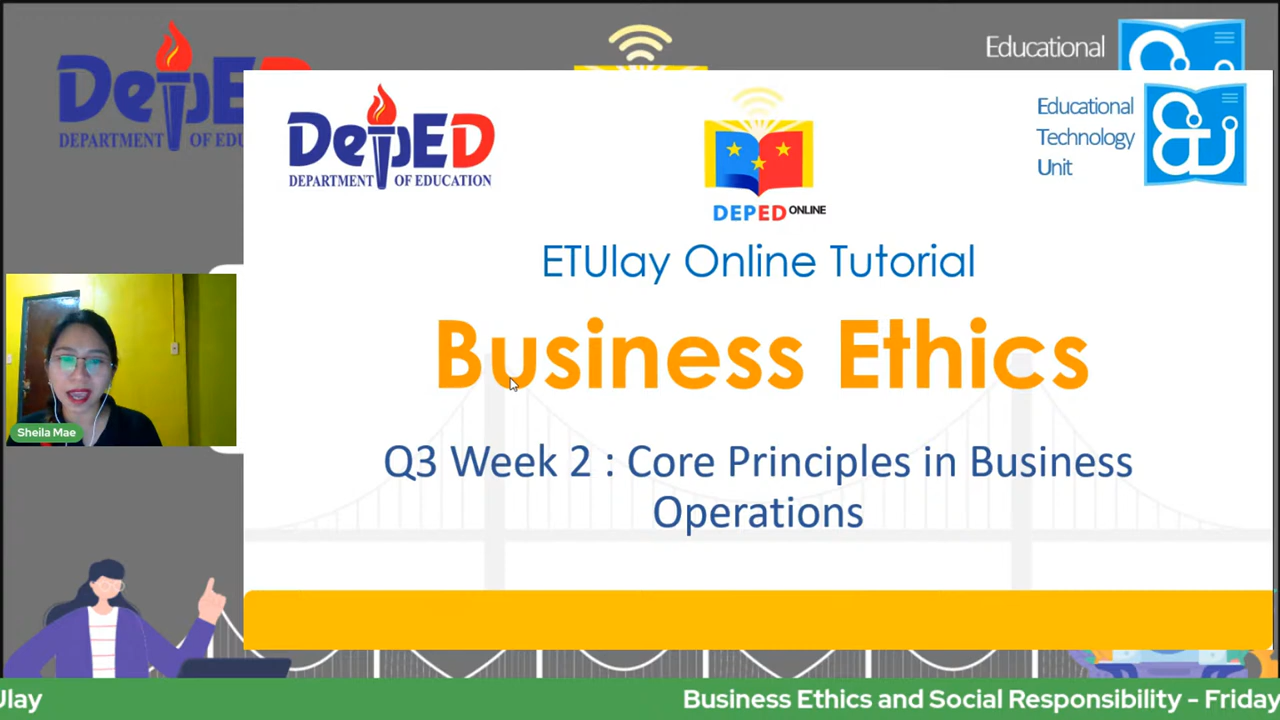 DepED
DEPARTMENT OF EDU
Educational
DepED
DEPARTMENT OF EDUCATION
DEPED ONLINE
Educational
Technology
Unit
ETUlay Online Tutorial
Business Ethics
Q3 Week 2 : Core Principles in Business
Operations
Sheila Mae
Ulay
Business Ethics and Social Responsibility - Friday